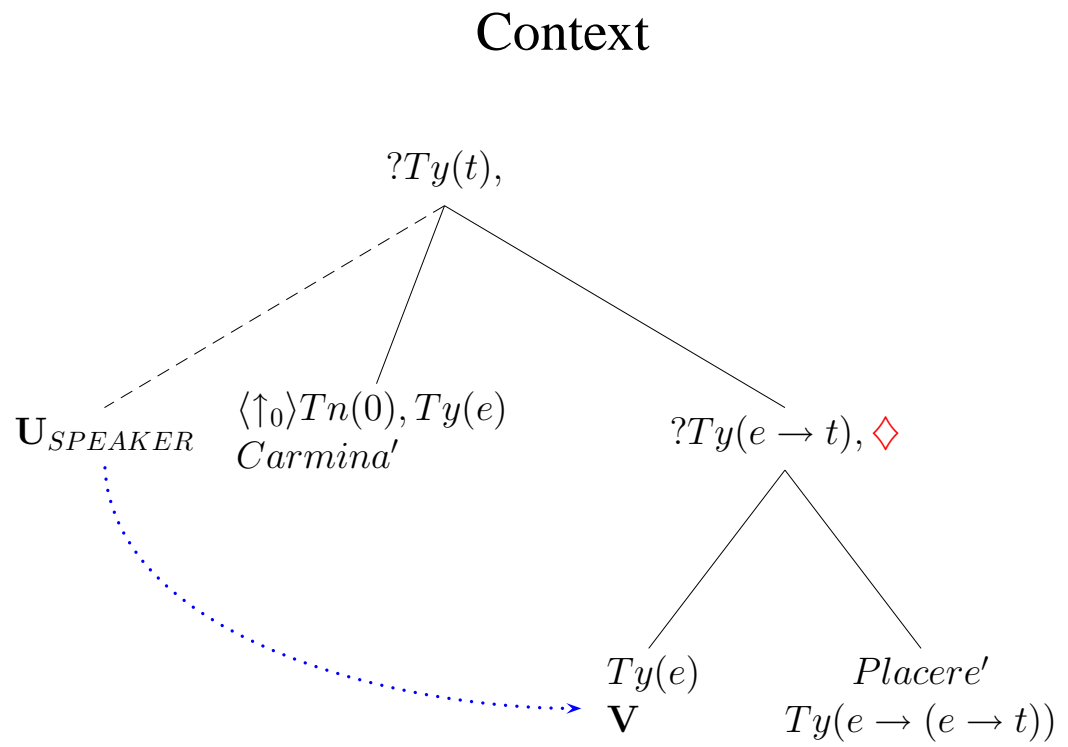 Context
?Ty(t),
U_SPEAKER
⟨↑₀⟩Tn(0), Ty(e)
Carmina′
?Ty(e → t), ♢
Ty(e)
V
Placere′
Ty(e → (e → t))